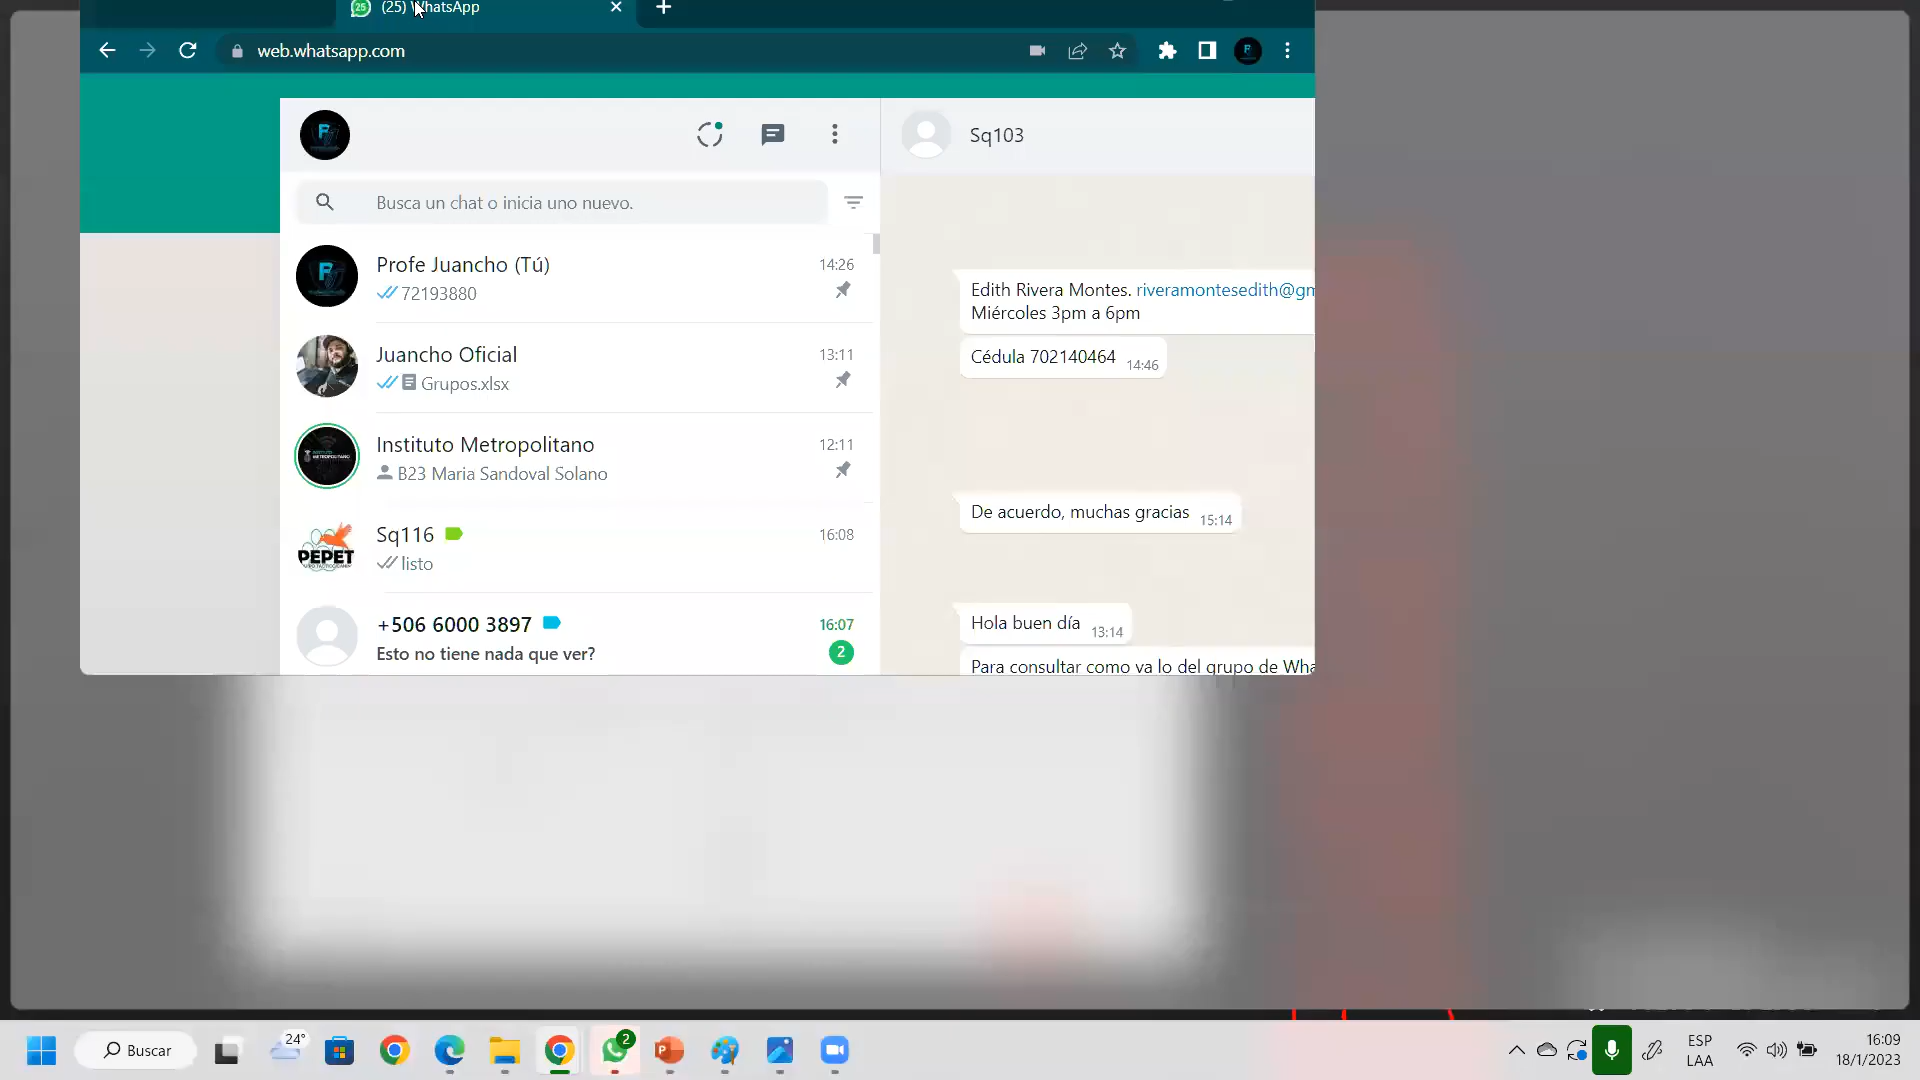 (25) WhatsApp
web.whatsapp.com
Sq103
Busca un chat o inicia uno nuevo.
Profe Juancho (Tú)
14:26
72193880
Juancho Oficial
13:11
Grupos.xlsx
Instituto Metropolitano
12:11
B23 Maria Sandoval Solano
Sq116
16:08
PEPET
listo
+506 6000 3897
16:07
Esto no tiene nada que ver?
2
Edith Rivera Montes. riveramontesedith@gm
Miércoles 3pm a 6pm
Cédula 702140464
14:46
De acuerdo, muchas gracias
15:14
Hola buen día
13:14
Para consultar como va lo del grupo de Wha
Buscar
24°
2
ESP
LAA
16:09
18/1/2023